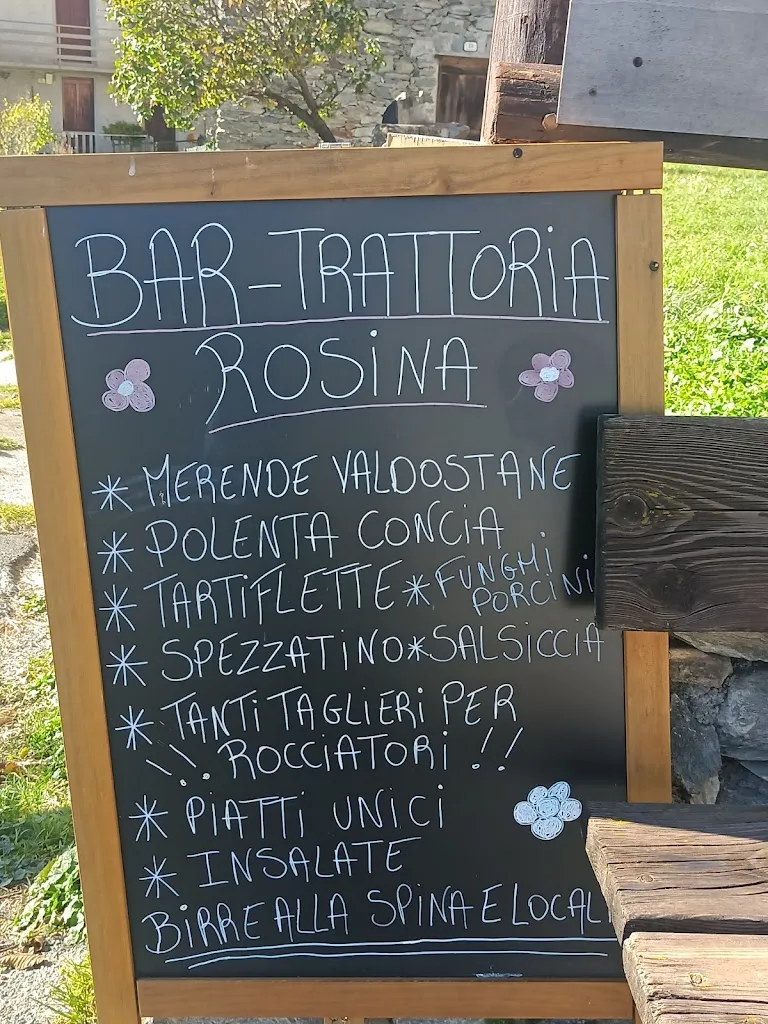 BAR-TRATTORIA
ROSINA
* MERENDE VALDOSTANE
* POLENTA CONCIA
* TARTIFLETTE * FUNGHI PORCINI
* SPEZZATINO * SALSICCIA
* TANTI TAGLIERI PER
!! ROCCIATORI !!
* PIATTI UNICI
* INSALATE
BIRRE ALLA SPINA E LOCALI